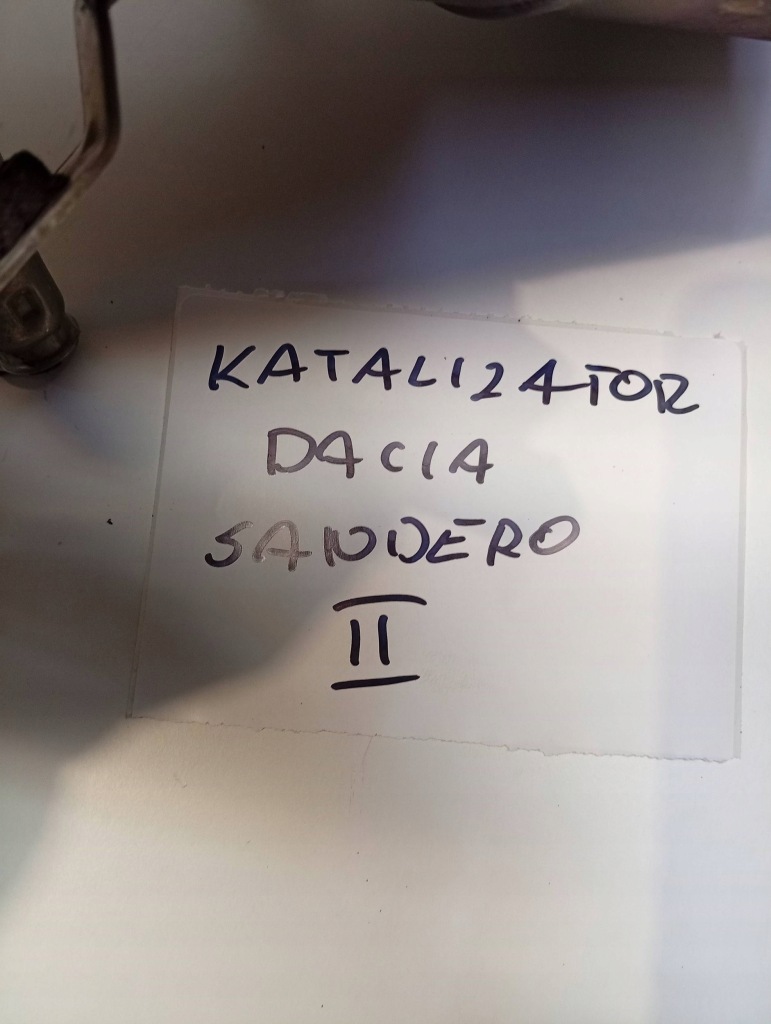 KATALIZATOR
DACIA
SANDERO
II